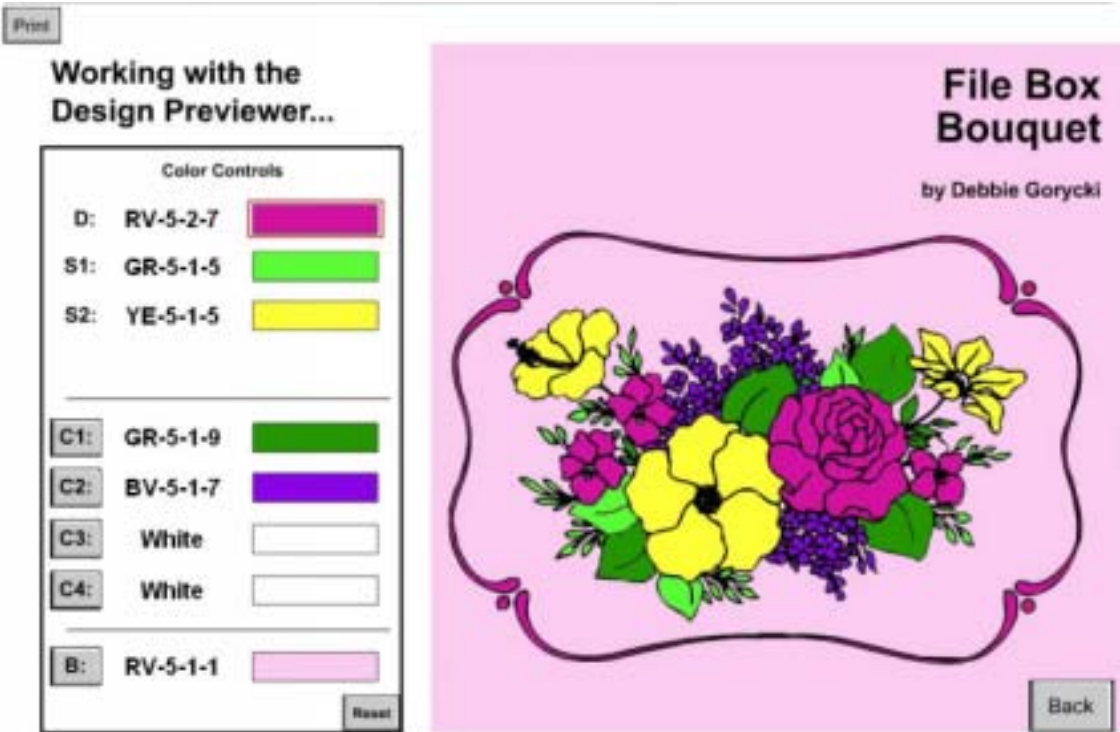 Print
Working with the
Design Previewer...
Color Controls
D: RV-5-2-7
S1: GR-5-1-5
S2: YE-5-1-5
C1: GR-5-1-9
C2: BV-5-1-7
C3: White
C4: White
B: RV-5-1-1
Reset
File Box
Bouquet
by Debbie Gorycki
Back